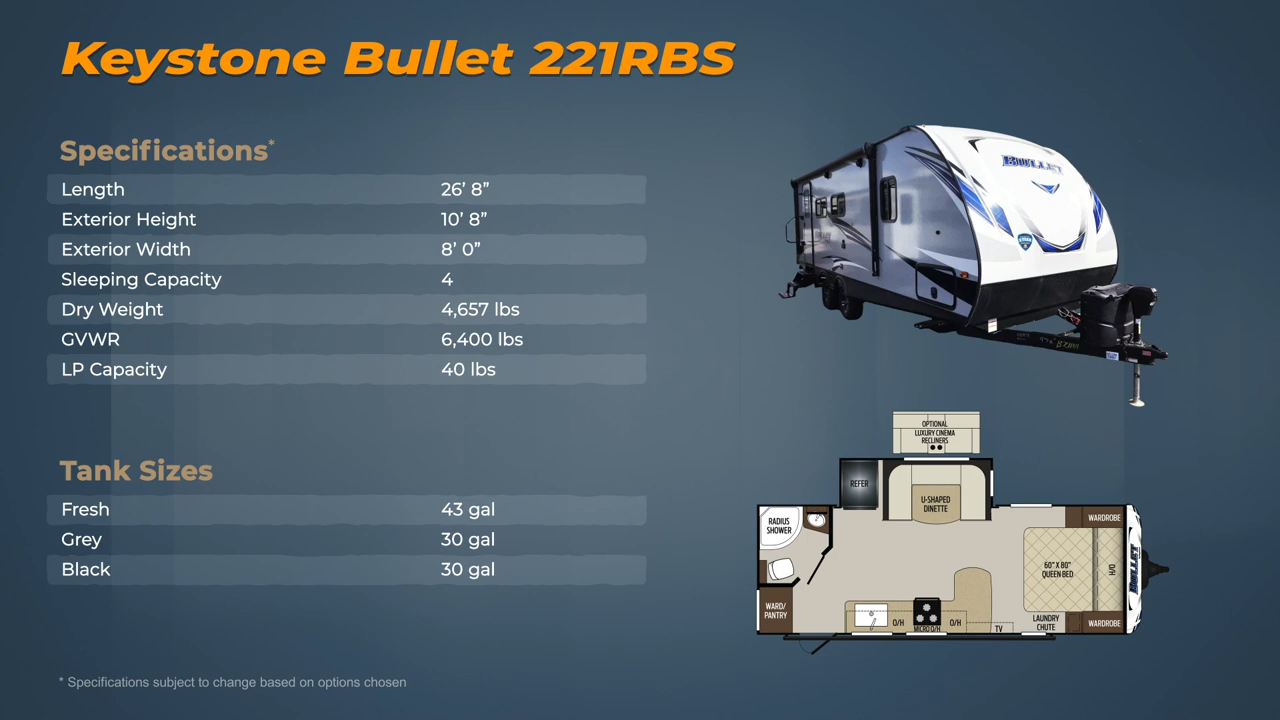 Keystone Bullet 221RBS
Specifications*
Length 26’ 8”
Exterior Height 10’ 8”
Exterior Width 8’ 0”
Sleeping Capacity 4
Dry Weight 4,657 lbs
GVWR 6,400 lbs
LP Capacity 40 lbs
Tank Sizes
Fresh 43 gal
Grey 30 gal
Black 30 gal
* Specifications subject to change based on options chosen
BULLET
OPTIONAL
LUXURY CINEMA
RECLINERS
REFER
U-SHAPED
DINETTE
RADIUS
SHOWER
WARDROBE
60" X 80"
QUEEN BED
O/H
BULLET
WARD/
PANTRY
O/H
MICRO O/H
O/H
TV
LAUNDRY
CHUTE
WARDROBE